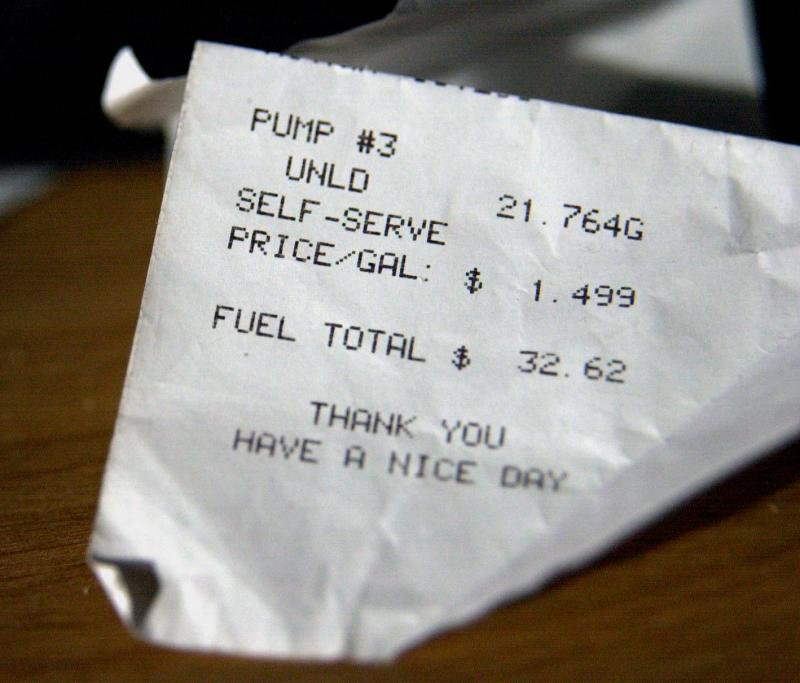 PUMP #3
UNLD 21.764G
SELF-SERVE
PRICE/GAL: $ 1.499
FUEL TOTAL $ 32.62
THANK YOU
HAVE A NICE DAY